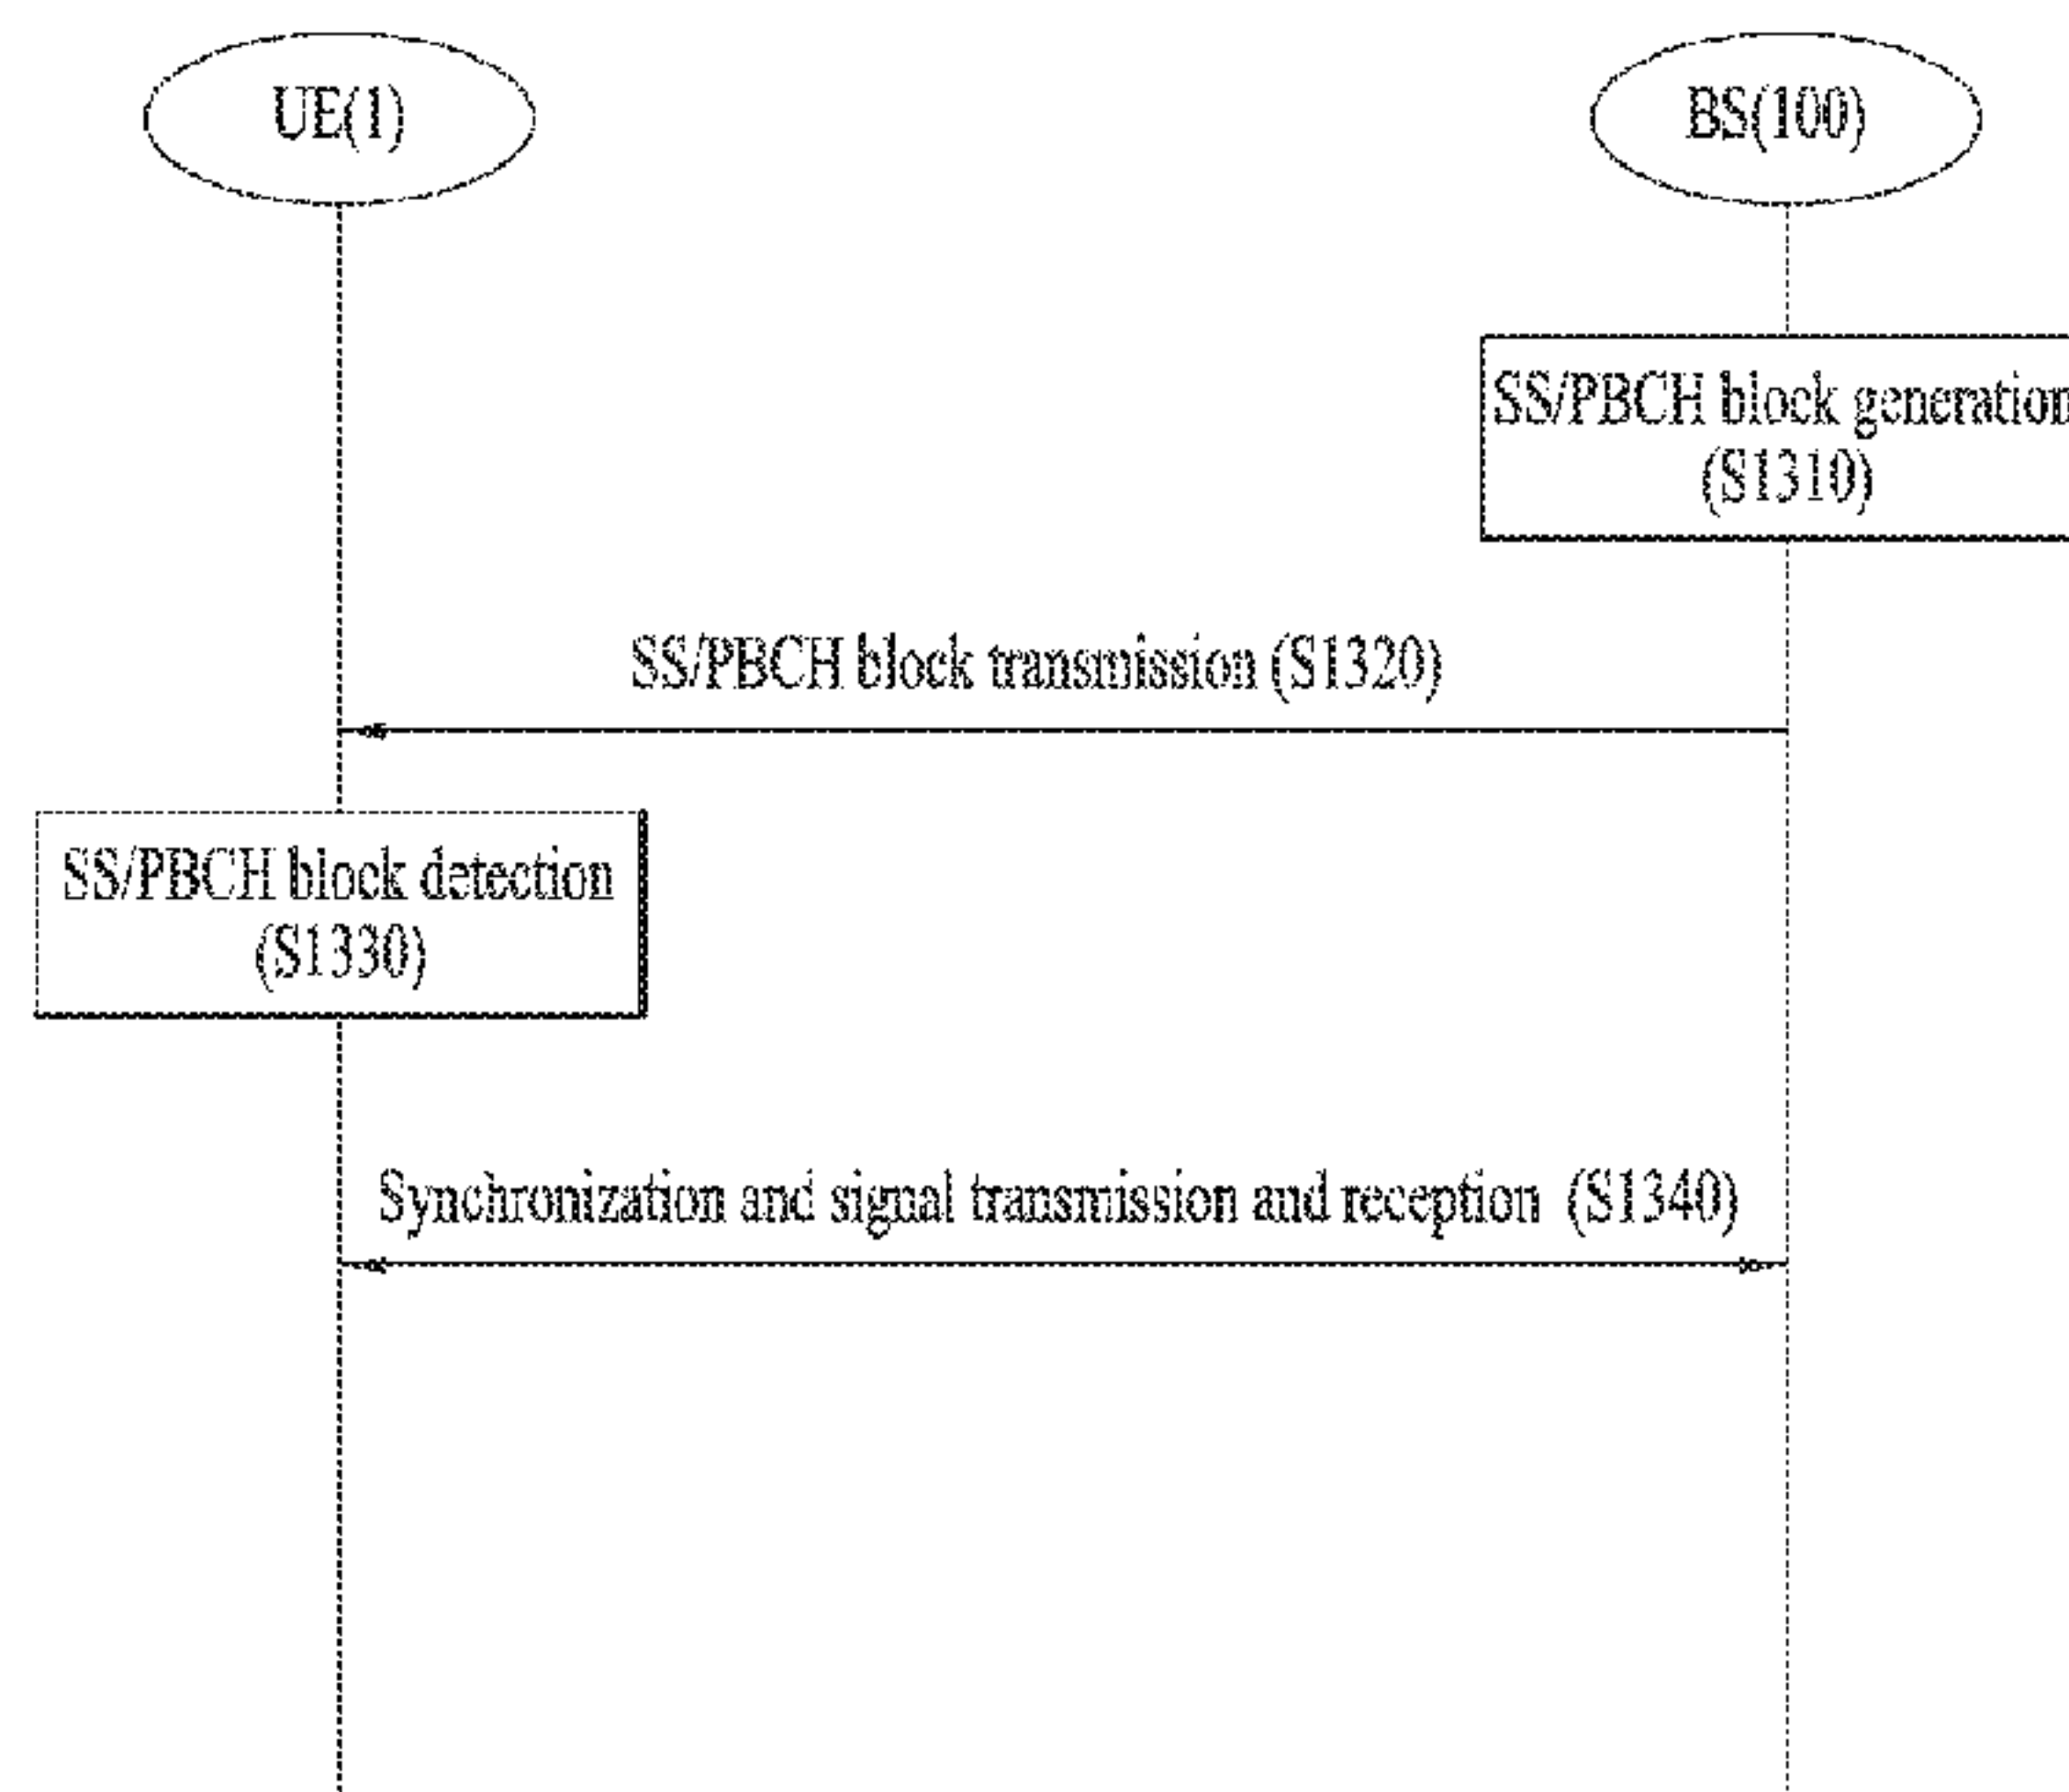 UE(1)
BS(100)
SS/PBCH block generation
(S1310)
SS/PBCH block transmission (S1320)
SS/PBCH block detection
(S1330)
Synchronization and signal transmission and reception (S1340)